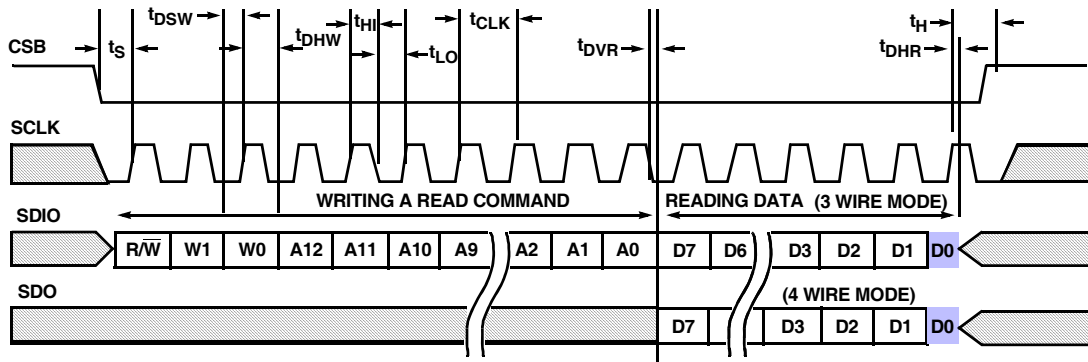 tDSW tHI tCLK tH
CSB tS tDHW tLO tDVR tDHR
SCLK
WRITING A READ COMMAND READING DATA (3 WIRE MODE)
SDIO
R/W̅ W1 W0 A12 A11 A10 A9 A2 A1 A0 D7 D6 D3 D2 D1 D0
SDO (4 WIRE MODE)
D7 D3 D2 D1 D0